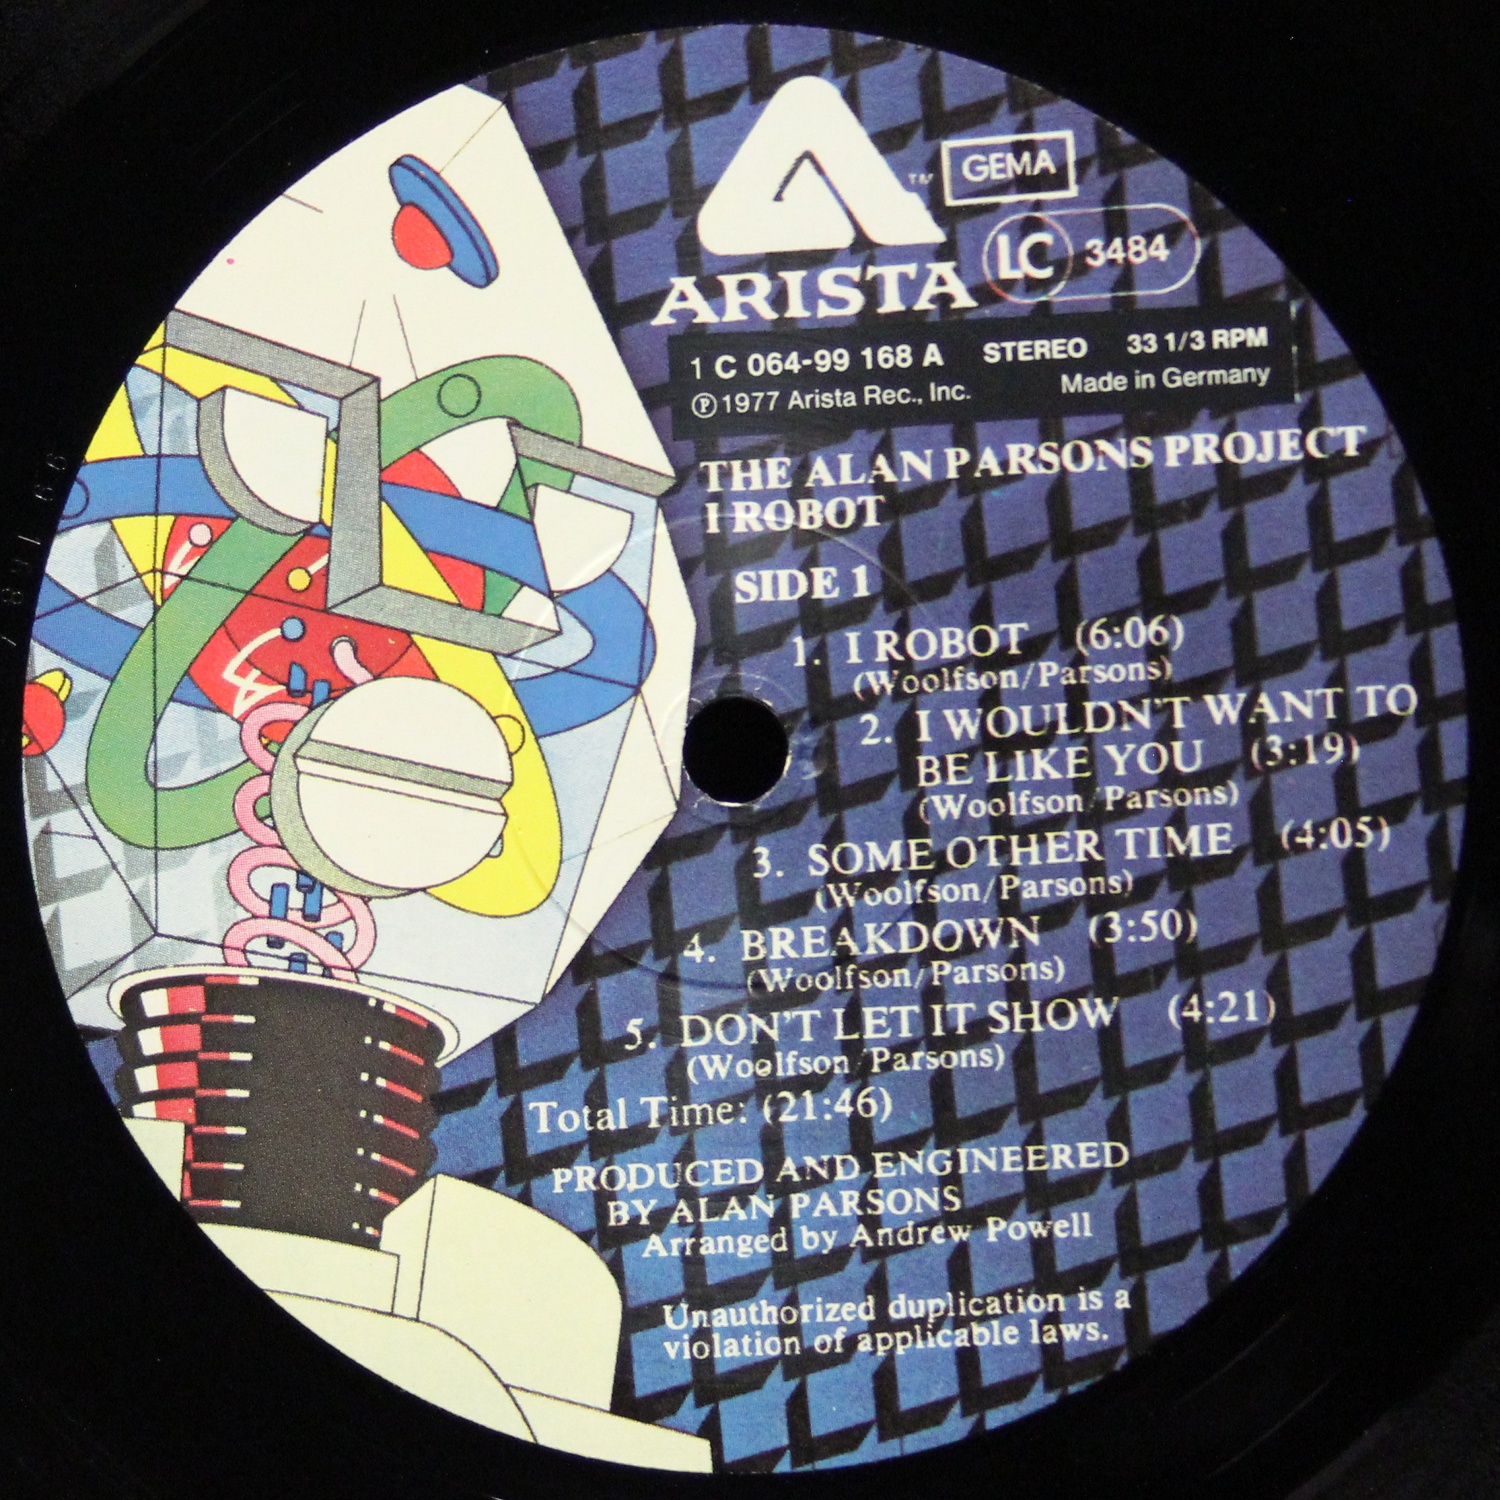 TM
GEMA
LC 3484
ARISTA
1 C 064-99 168 A STEREO 33 1/3 RPM
Ⓟ 1977 Arista Rec., Inc. Made in Germany
THE ALAN PARSONS PROJECT
I ROBOT
SIDE 1
1. I ROBOT (6:06)
(Woolfson/Parsons)
2. I WOULDN'T WANT TO
BE LIKE YOU (3:19)
(Woolfson/Parsons)
3. SOME OTHER TIME (4:05)
(Woolfson/Parsons)
4. BREAKDOWN (3:50)
(Woolfson/Parsons)
5. DON'T LET IT SHOW (4:21)
(Woolfson/Parsons)
Total Time: (21:46)
PRODUCED AND ENGINEERED
BY ALAN PARSONS
Arranged by Andrew Powell
Unauthorized duplication is a
violation of applicable laws.